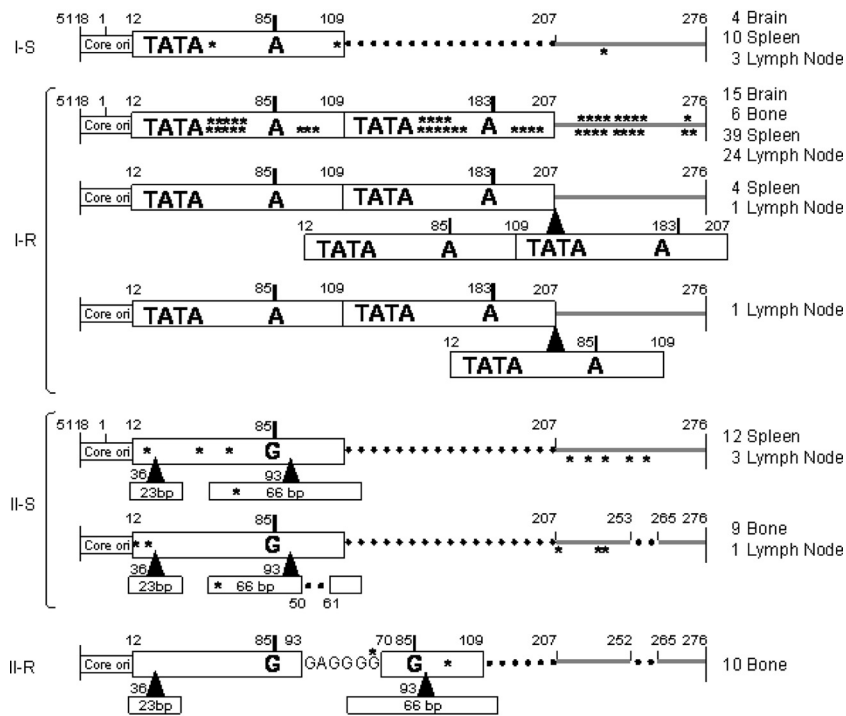 5118 1 12 85 109 207 276 4 Brain
I-S Core ori TATA * A * * 10 Spleen
3 Lymph Node
5118 1 12 85 109 183 207 276 15 Brain
Core ori TATA ***** ***** A *** TATA **** ****** A **** **** ***** **** **** * ** 6 Bone
39 Spleen
24 Lymph Node
12 85 109 183 207 276 4 Spleen
Core ori TATA A TATA A 1 Lymph Node
I-R
12 85 109 183 207
TATA A TATA A
12 85 109 183 207 276
Core ori TATA A TATA A 1 Lymph Node
12 85 109
TATA A
5118 1 12 85 207 276 12 Spleen
Core ori * * * G * * * * * 3 Lymph Node
36 93
23bp * 66 bp
II-S
12 85 207 253 265 276 9 Bone
Core ori * * G * ** 1 Lymph Node
36 93
23bp * 66 bp
50 61
12 85 93 * 70 85 109 207 252 265 276
II-R Core ori G GAGGGG G * 10 Bone
36 93
23bp 66 bp